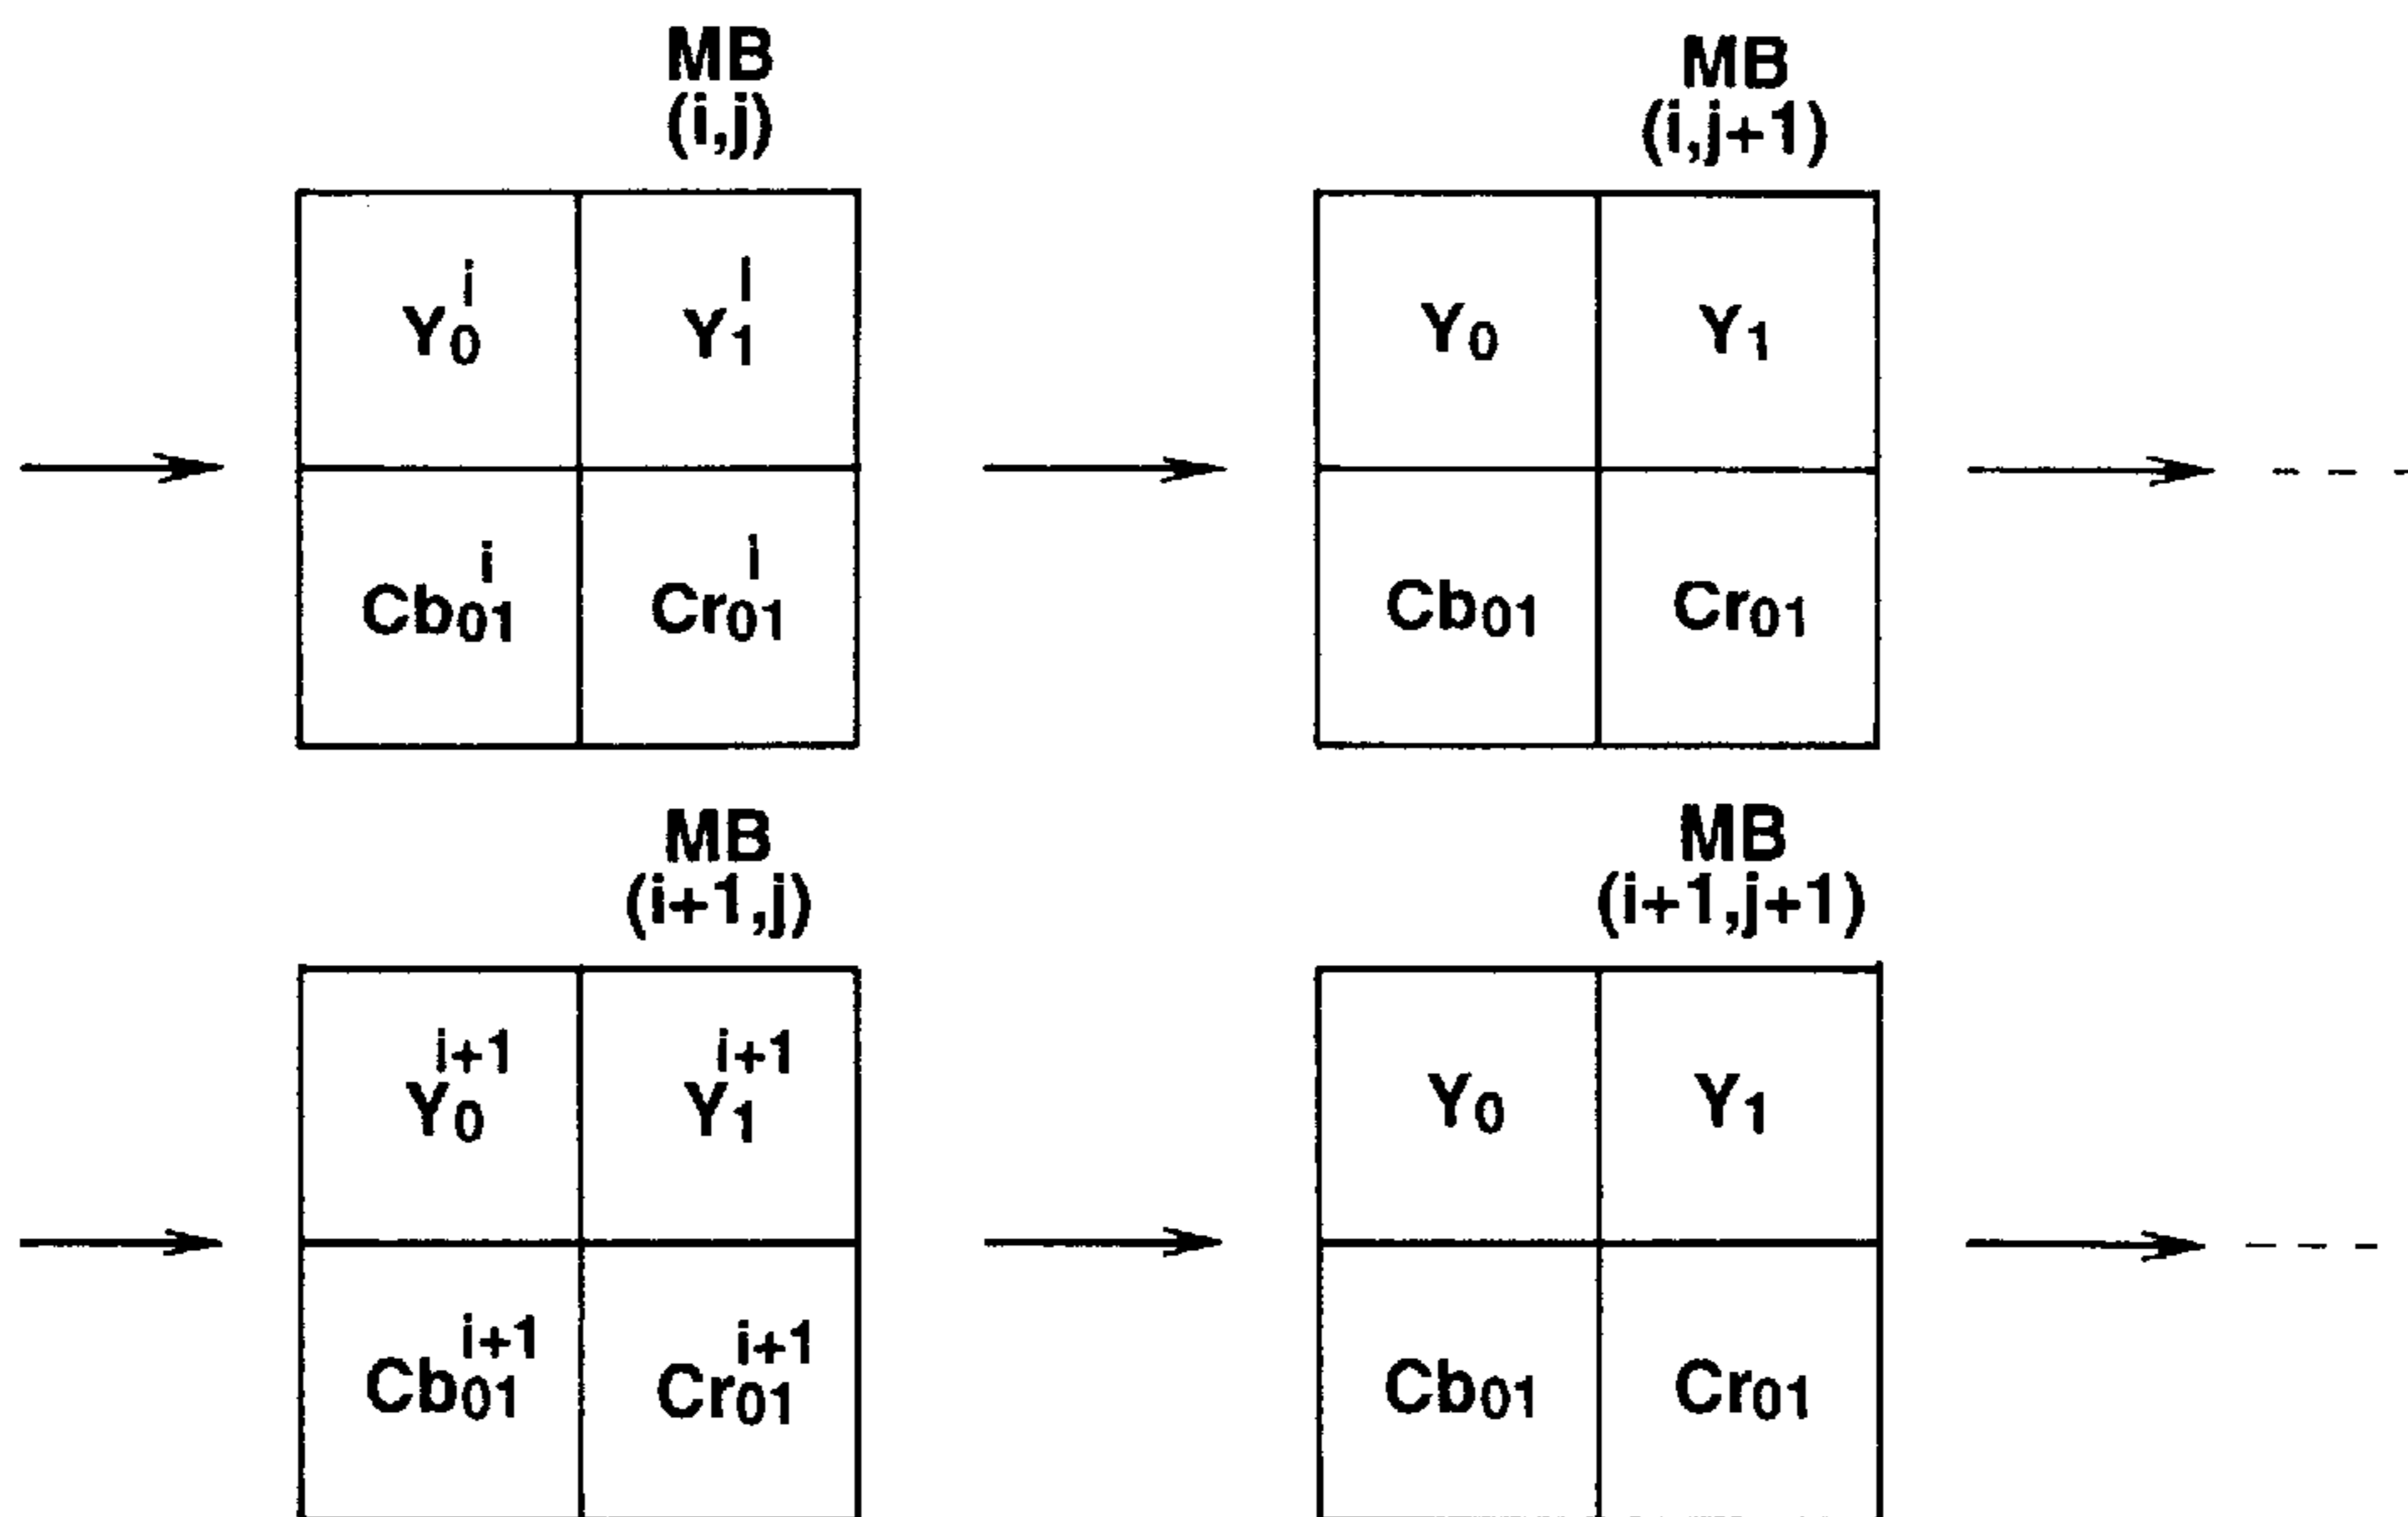 MB MB
(i,j) (i,j+1)
Y₀ⁱ Y₁ⁱ Y₀ Y₁
Cb₀₁ⁱ Cr₀₁ⁱ Cb₀₁ Cr₀₁
MB MB
(i+1,j) (i+1,j+1)
Y₀ⁱ⁺¹ Y₁ⁱ⁺¹ Y₀ Y₁
Cb₀₁ⁱ⁺¹ Cr₀₁ⁱ⁺¹ Cb₀₁ Cr₀₁